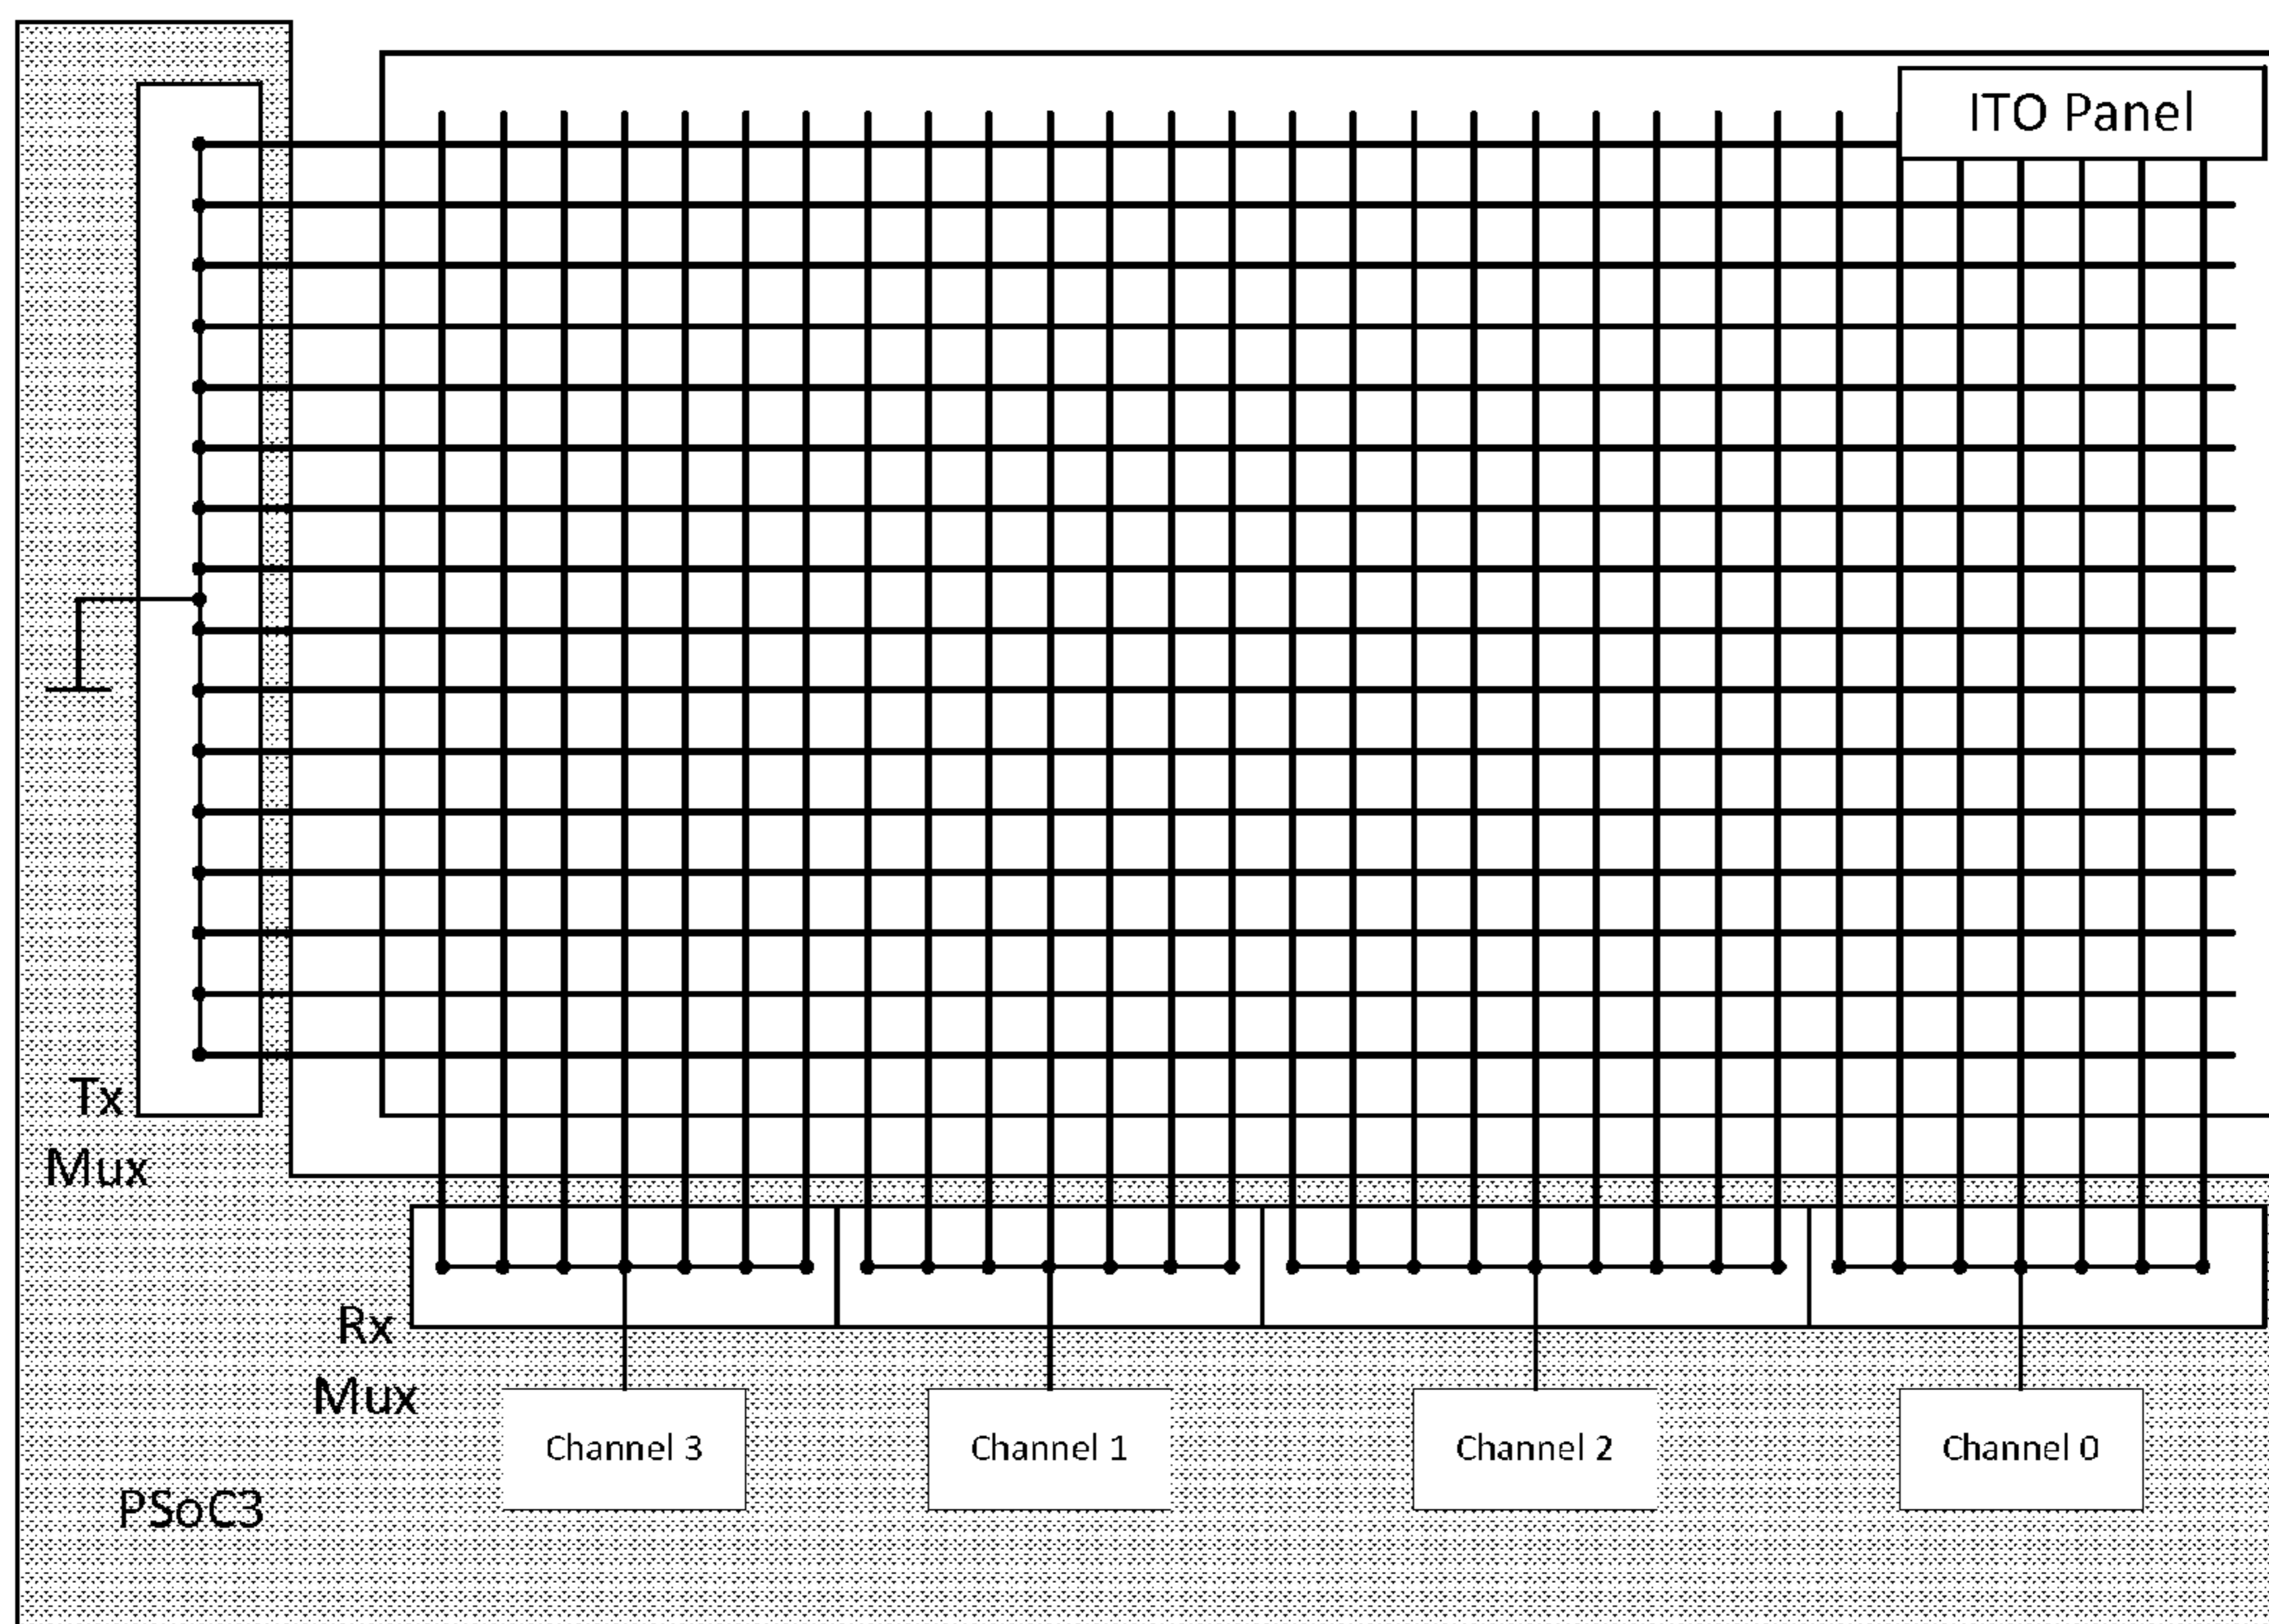 ITO Panel
Tx
Mux
Rx
Mux
Channel 3
Channel 1
Channel 2
Channel 0
PSoC3